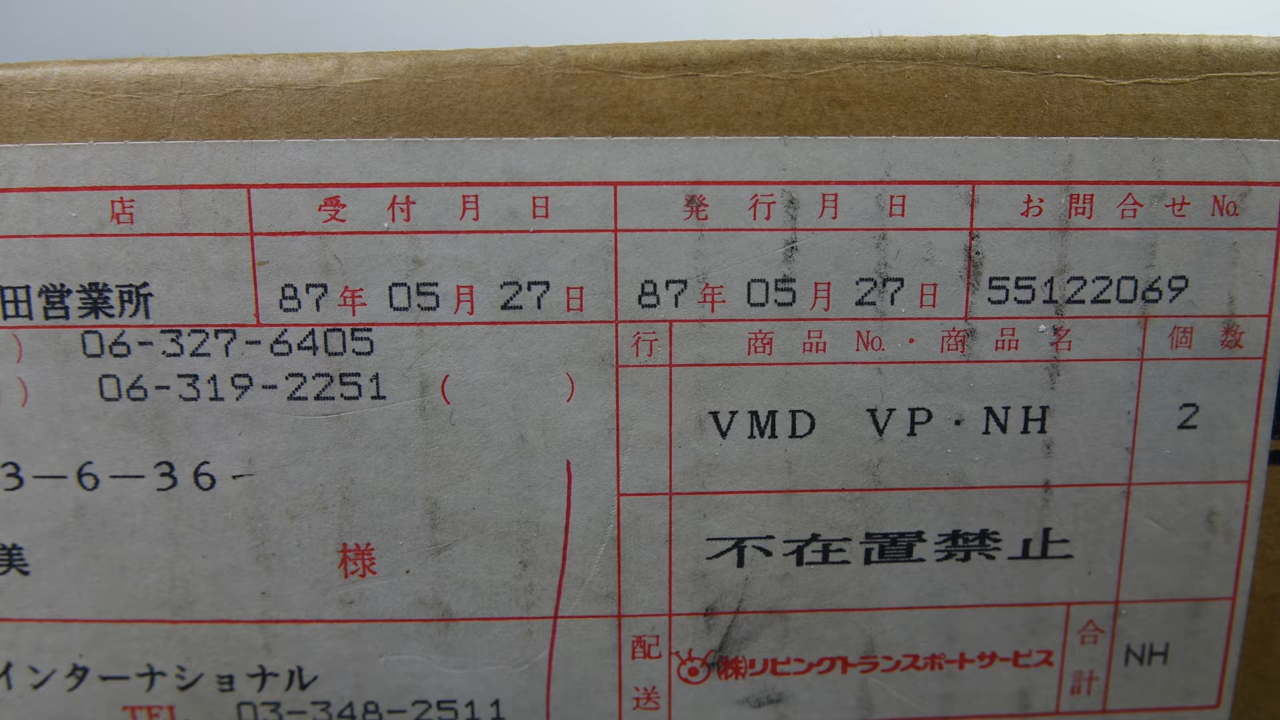 店 受付月日 発行月日 お問合せNo.
田営業所 87年 05月 27日 87年 05月 27日 55122069
) 06-327-6405
) 06-319-2251 ( )
行 商品No.・商品名 個数
VMD VP・NH 2
3-6-36-
不在置禁止
美 様
配送 (株)リビングトランスポートサービス 合計 NH
インターナショナル
TEL 03-348-2511